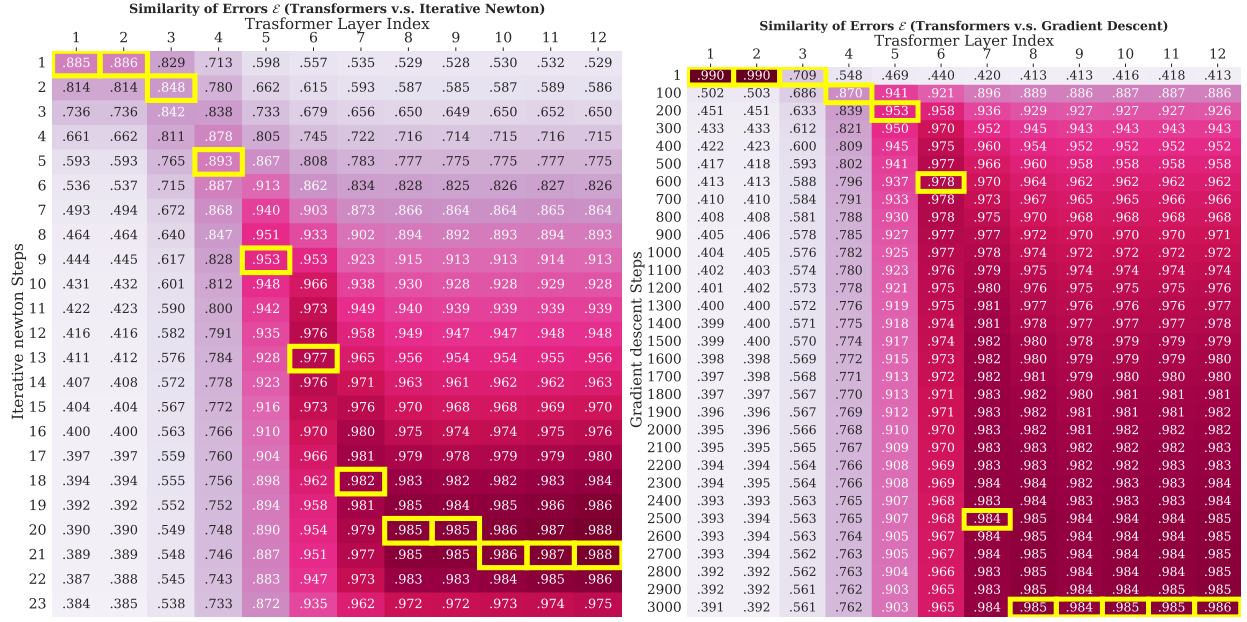 Similarity of Errors ℰ (Transformers v.s. Iterative Newton)
Trasformer Layer Index
1 2 3 4 5 6 7 8 9 10 11 12
Iterative newton Steps
1 .885 .886 .829 .713 .598 .557 .535 .529 .528 .530 .532 .529
2 .814 .814 .848 .780 .662 .615 .593 .587 .585 .587 .589 .586
3 .736 .736 .842 .838 .733 .679 .656 .650 .649 .650 .652 .650
4 .661 .662 .811 .878 .805 .745 .722 .716 .714 .715 .716 .715
5 .593 .593 .765 .893 .867 .808 .783 .777 .775 .775 .777 .775
6 .536 .537 .715 .887 .913 .862 .834 .828 .825 .826 .827 .826
7 .493 .494 .672 .868 .940 .903 .873 .866 .864 .864 .865 .864
8 .464 .464 .640 .847 .951 .933 .902 .894 .892 .893 .894 .893
9 .444 .445 .617 .828 .953 .953 .923 .915 .913 .913 .914 .913
10 .431 .432 .601 .812 .948 .966 .938 .930 .928 .928 .929 .928
11 .422 .423 .590 .800 .942 .973 .949 .940 .939 .939 .939 .939
12 .416 .416 .582 .791 .935 .976 .958 .949 .947 .947 .948 .948
13 .411 .412 .576 .784 .928 .977 .965 .956 .954 .954 .955 .956
14 .407 .408 .572 .778 .923 .976 .971 .963 .961 .962 .962 .963
15 .404 .404 .567 .772 .916 .973 .976 .970 .968 .968 .969 .970
16 .400 .400 .563 .766 .910 .970 .980 .975 .974 .974 .975 .976
17 .397 .397 .559 .760 .904 .966 .981 .979 .978 .979 .979 .980
18 .394 .394 .555 .756 .898 .962 .982 .983 .982 .982 .983 .984
19 .392 .392 .552 .752 .894 .958 .981 .985 .984 .985 .986 .986
20 .390 .390 .549 .748 .890 .954 .979 .985 .985 .986 .987 .988
21 .389 .389 .548 .746 .887 .951 .977 .985 .985 .986 .987 .988
22 .387 .388 .545 .743 .883 .947 .973 .983 .983 .984 .985 .986
23 .384 .385 .538 .733 .872 .935 .962 .972 .972 .973 .974 .975
Similarity of Errors ℰ (Transformers v.s. Gradient Descent)
Trasformer Layer Index
1 2 3 4 5 6 7 8 9 10 11 12
Gradient descent Steps
1 .990 .990 .709 .548 .469 .440 .420 .413 .413 .416 .418 .413
100 .502 .503 .686 .870 .941 .921 .896 .889 .886 .887 .887 .886
200 .451 .451 .633 .839 .953 .958 .936 .929 .927 .927 .926 .926
300 .433 .433 .612 .821 .950 .970 .952 .945 .943 .943 .943 .943
400 .422 .423 .600 .809 .945 .975 .960 .954 .952 .952 .952 .952
500 .417 .418 .593 .802 .941 .977 .966 .960 .958 .958 .958 .958
600 .413 .413 .588 .796 .937 .978 .970 .964 .962 .962 .962 .962
700 .410 .410 .584 .791 .933 .978 .973 .967 .965 .965 .966 .965
800 .408 .408 .581 .788 .930 .978 .975 .970 .968 .968 .968 .968
900 .405 .406 .578 .785 .927 .977 .977 .972 .970 .970 .970 .971
1000 .404 .405 .576 .782 .925 .977 .978 .974 .972 .972 .972 .972
1100 .402 .403 .574 .780 .923 .976 .979 .975 .974 .974 .974 .974
1200 .401 .402 .573 .778 .921 .975 .980 .976 .975 .975 .975 .976
1300 .400 .400 .572 .776 .919 .975 .981 .977 .976 .976 .976 .977
1400 .399 .400 .571 .775 .918 .974 .981 .978 .977 .977 .977 .978
1500 .399 .400 .570 .774 .917 .974 .982 .979 .978 .978 .978 .979
1600 .398 .398 .569 .772 .915 .973 .982 .980 .979 .979 .979 .980
1700 .397 .398 .568 .771 .913 .972 .982 .981 .979 .980 .980 .980
1800 .397 .397 .567 .770 .913 .971 .983 .982 .980 .981 .981 .981
1900 .396 .396 .567 .769 .912 .971 .983 .982 .981 .981 .981 .982
2000 .395 .396 .566 .768 .910 .970 .983 .982 .981 .982 .982 .982
2100 .395 .395 .565 .767 .909 .970 .983 .983 .982 .982 .982 .983
2200 .394 .394 .564 .766 .908 .969 .983 .983 .982 .982 .983 .983
2300 .394 .394 .564 .766 .908 .969 .984 .984 .983 .983 .983 .984
2400 .393 .393 .563 .765 .907 .968 .983 .984 .983 .983 .983 .984
2500 .393 .394 .563 .765 .907 .968 .984 .985 .984 .984 .984 .985
2600 .393 .394 .562 .764 .905 .967 .984 .985 .984 .984 .984 .985
2700 .393 .393 .562 .763 .905 .967 .984 .985 .984 .984 .984 .985
2800 .392 .392 .562 .763 .904 .966 .983 .985 .984 .984 .985 .985
2900 .392 .392 .561 .762 .903 .965 .983 .985 .984 .985 .985 .985
3000 .391 .392 .561 .762 .903 .965 .984 .985 .984 .985 .985 .986